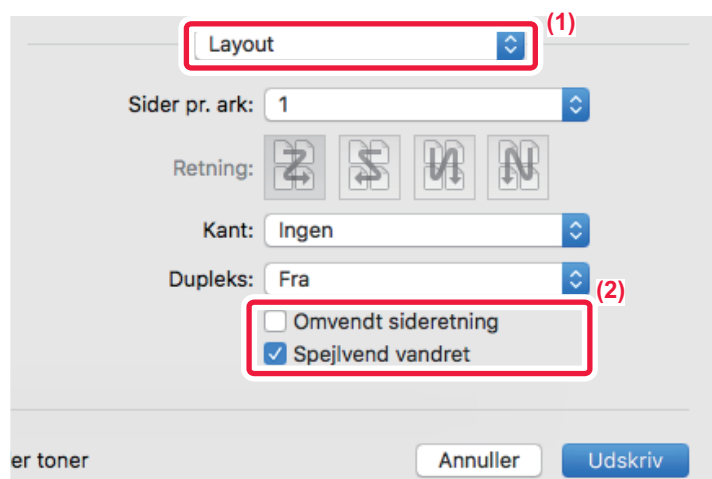 (1)
Layout
Sider pr. ark: 1
Retning:
Kant: Ingen
Dupleks: Fra
(2)
Omvendt sideretning
Spejlvend vandret
er toner Annuller Udskriv